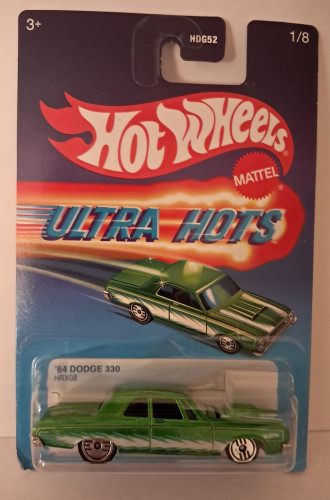 3+
HDG52
1/8
Hot Wheels
MATTEL
ULTRA HOTS
'64 DODGE 330
HRX08